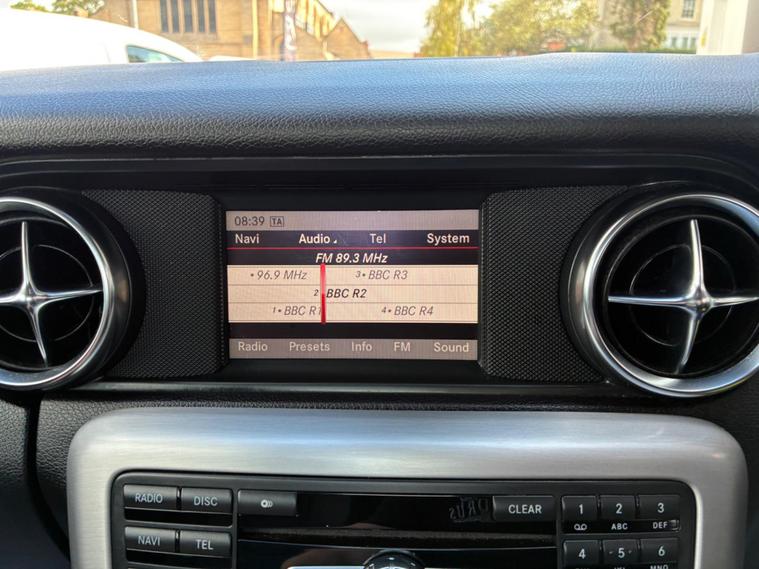 08:39 TA
Navi Audio Tel System
FM 89.3 MHz
96.9 MHz 3 BBC R3
2 BBC R2
1 BBC R1 4 BBC R4
Radio Presets Info FM Sound
RADIO DISC CLEAR 1 2 3
ABC DEF
NAVI TEL 4 5 6